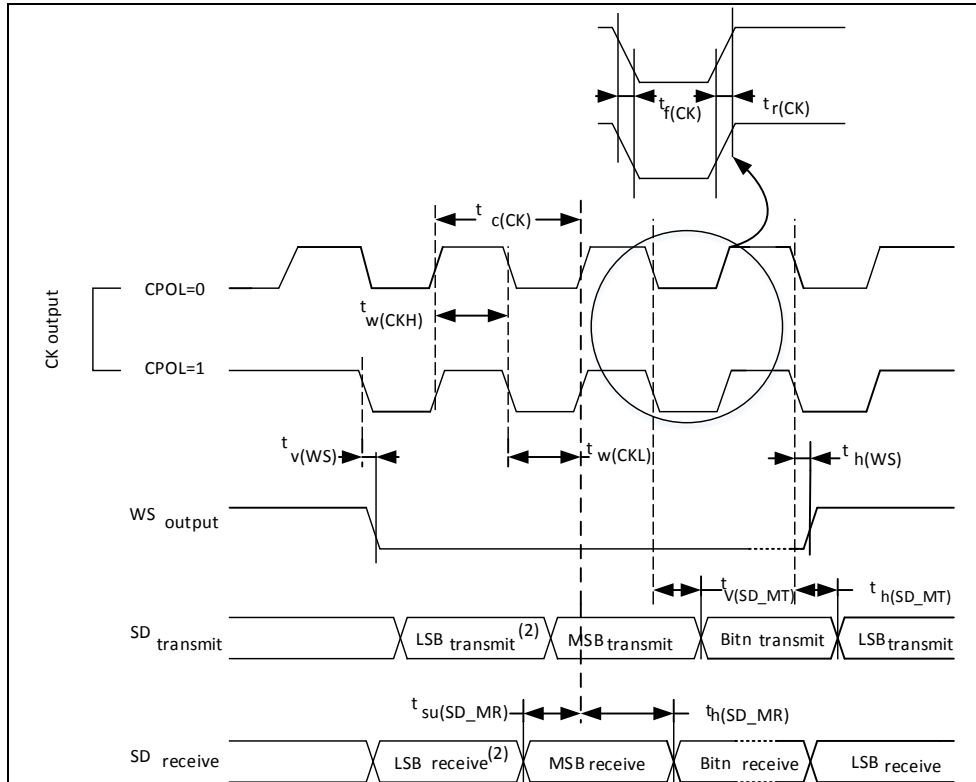 t f(CK)
t r(CK)
t c(CK)
CK output
CPOL=0
t w(CKH)
CPOL=1
t v(WS)
t w(CKL)
t h(WS)
WS output
t V(SD_MT)
t h(SD_MT)
SD transmit
LSB transmit(2)
MSB transmit
Bitn transmit
LSB transmit
t su(SD_MR)
t h(SD_MR)
SD receive
LSB receive(2)
MSB receive
Bitn receive
LSB receive